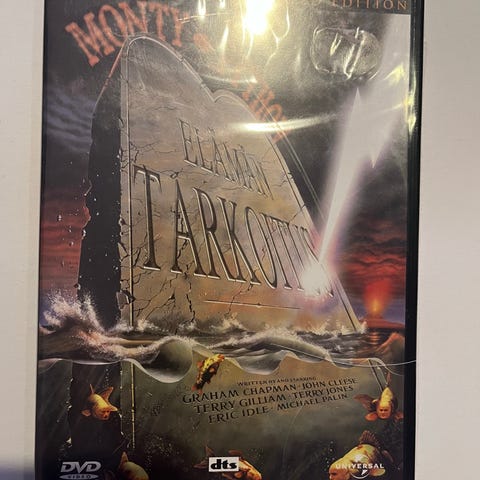 EDITION
MONTY
ELÄMÄN
TARKOITUS
WRITTEN BY AND STARRING
GRAHAM CHAPMAN · JOHN CLEESE
TERRY GILLIAM · TERRY JONES
ERIC IDLE · MICHAEL PALIN
DVD
VIDEO
dts
UNIVERSAL